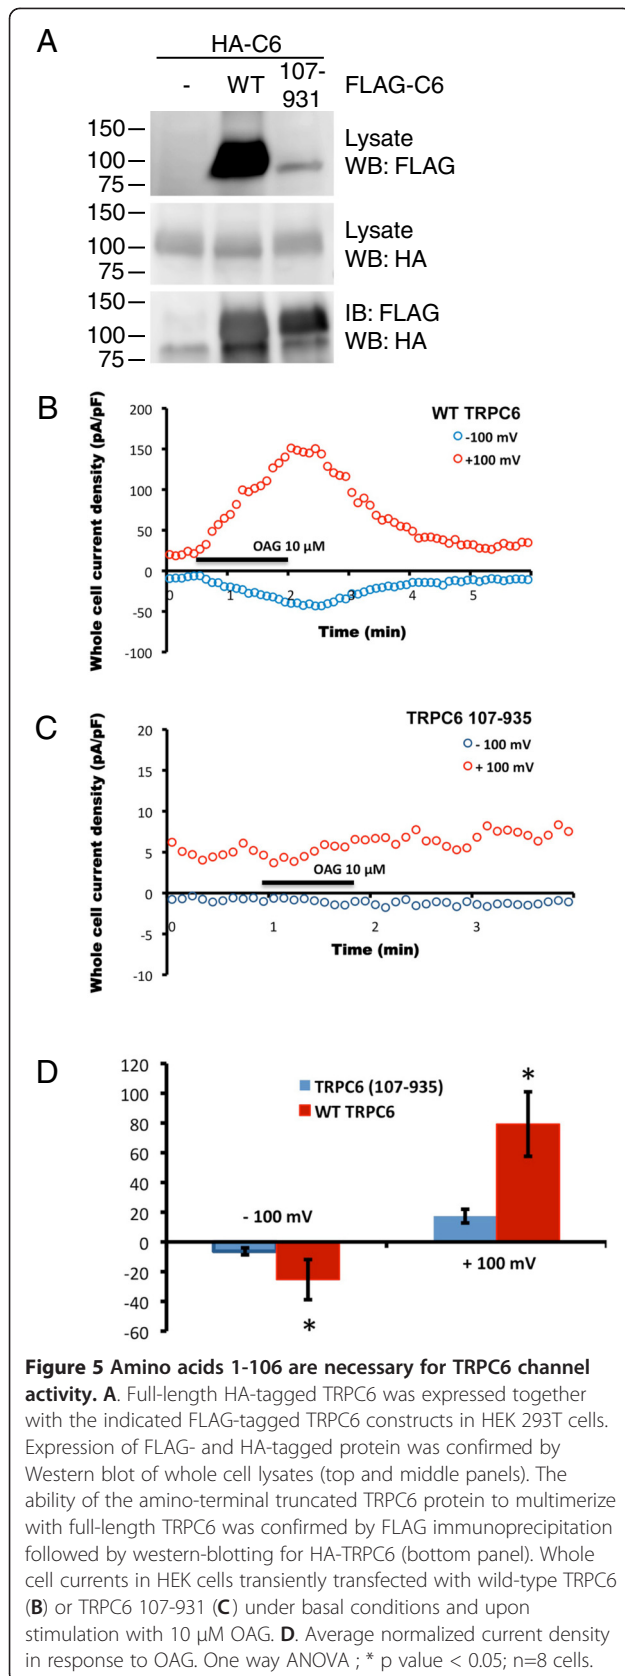 A
HA-C6
- WT 107-931 FLAG-C6
150
100
75
Lysate
WB: FLAG
150
100
75
Lysate
WB: HA
150
100
75
IB: FLAG
WB: HA
B
WT TRPC6
-100 mV
+100 mV
Whole cell current density (pA/pF)
200
150
100
50
0
-50
-100
OAG 10 µM
0 1 2 3 4 5
Time (min)
C
TRPC6 107-935
- 100 mV
+ 100 mV
Whole cell current density (pA/pF)
20
15
10
5
0
-5
-10
OAG 10 µM
0 1 2 3
Time (min)
D
TRPC6 (107-935)
WT TRPC6
120
100
80
60
40
20
0
-20
-40
-60
- 100 mV
+ 100 mV
*
*
Figure 5 Amino acids 1-106 are necessary for TRPC6 channel
activity. A. Full-length HA-tagged TRPC6 was expressed together
with the indicated FLAG-tagged TRPC6 constructs in HEK 293T cells.
Expression of FLAG- and HA-tagged protein was confirmed by
Western blot of whole cell lysates (top and middle panels). The
ability of the amino-terminal truncated TRPC6 protein to multimerize
with full-length TRPC6 was confirmed by FLAG immunoprecipitation
followed by western-blotting for HA-TRPC6 (bottom panel). Whole
cell currents in HEK cells transiently transfected with wild-type TRPC6
(B) or TRPC6 107-931 (C) under basal conditions and upon
stimulation with 10 µM OAG. D. Average normalized current density
in response to OAG. One way ANOVA ; * p value < 0.05; n=8 cells.